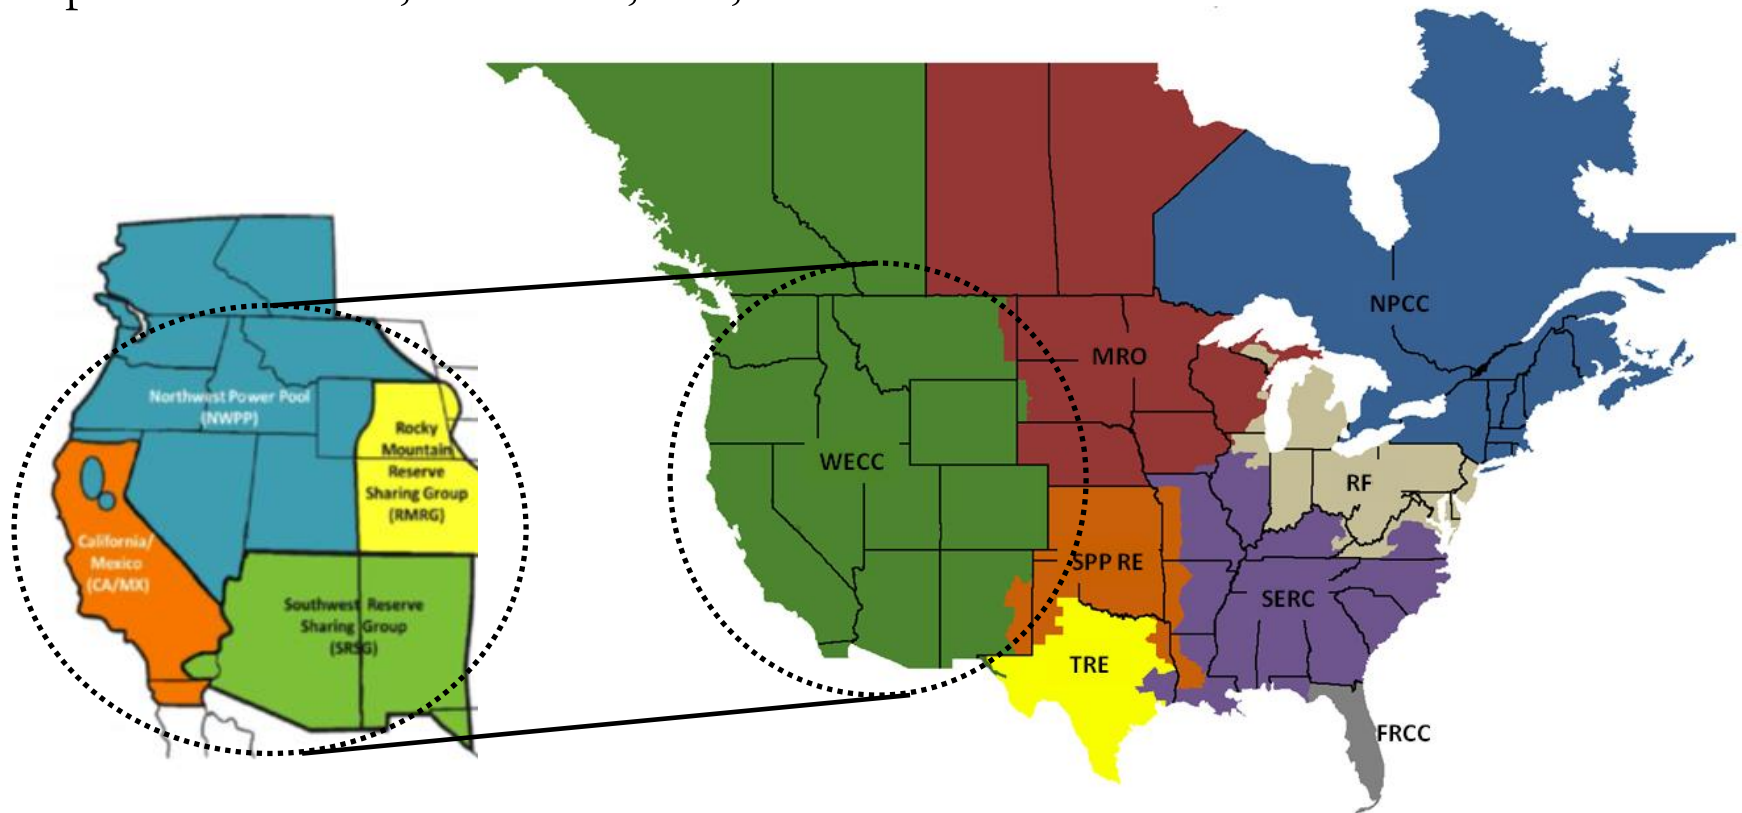 Northwest Power Pool
(NWPP)
Rocky
Mountain
Reserve
Sharing Group
(RMRG)
California/
Mexico
(CA/MX)
Southwest Reserve
Sharing Group
(SRSG)
WECC
MRO
NPCC
RF
SPP RE
SERC
TRE
FRCC